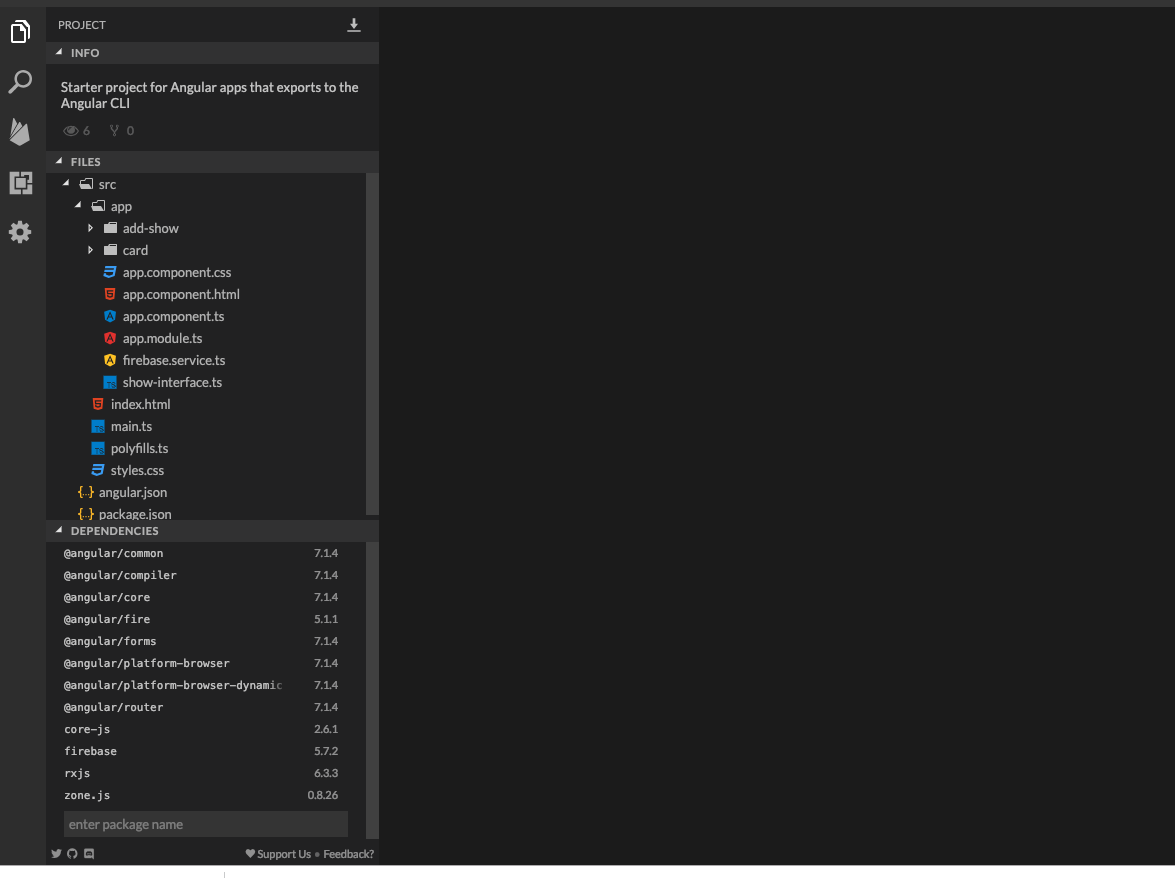 PROJECT
INFO
Starter project for Angular apps that exports to the
Angular CLI
6 0
FILES
src
app
add-show
card
app.component.css
app.component.html
app.component.ts
app.module.ts
firebase.service.ts
show-interface.ts
index.html
main.ts
polyfills.ts
styles.css
{..} angular.json
{..} package.json
DEPENDENCIES
@angular/common 7.1.4
@angular/compiler 7.1.4
@angular/core 7.1.4
@angular/fire 5.1.1
@angular/forms 7.1.4
@angular/platform-browser 7.1.4
@angular/platform-browser-dynamic 7.1.4
@angular/router 7.1.4
core-js 2.6.1
firebase 5.7.2
rxjs 6.3.3
zone.js 0.8.26
enter package name
Support Us • Feedback?